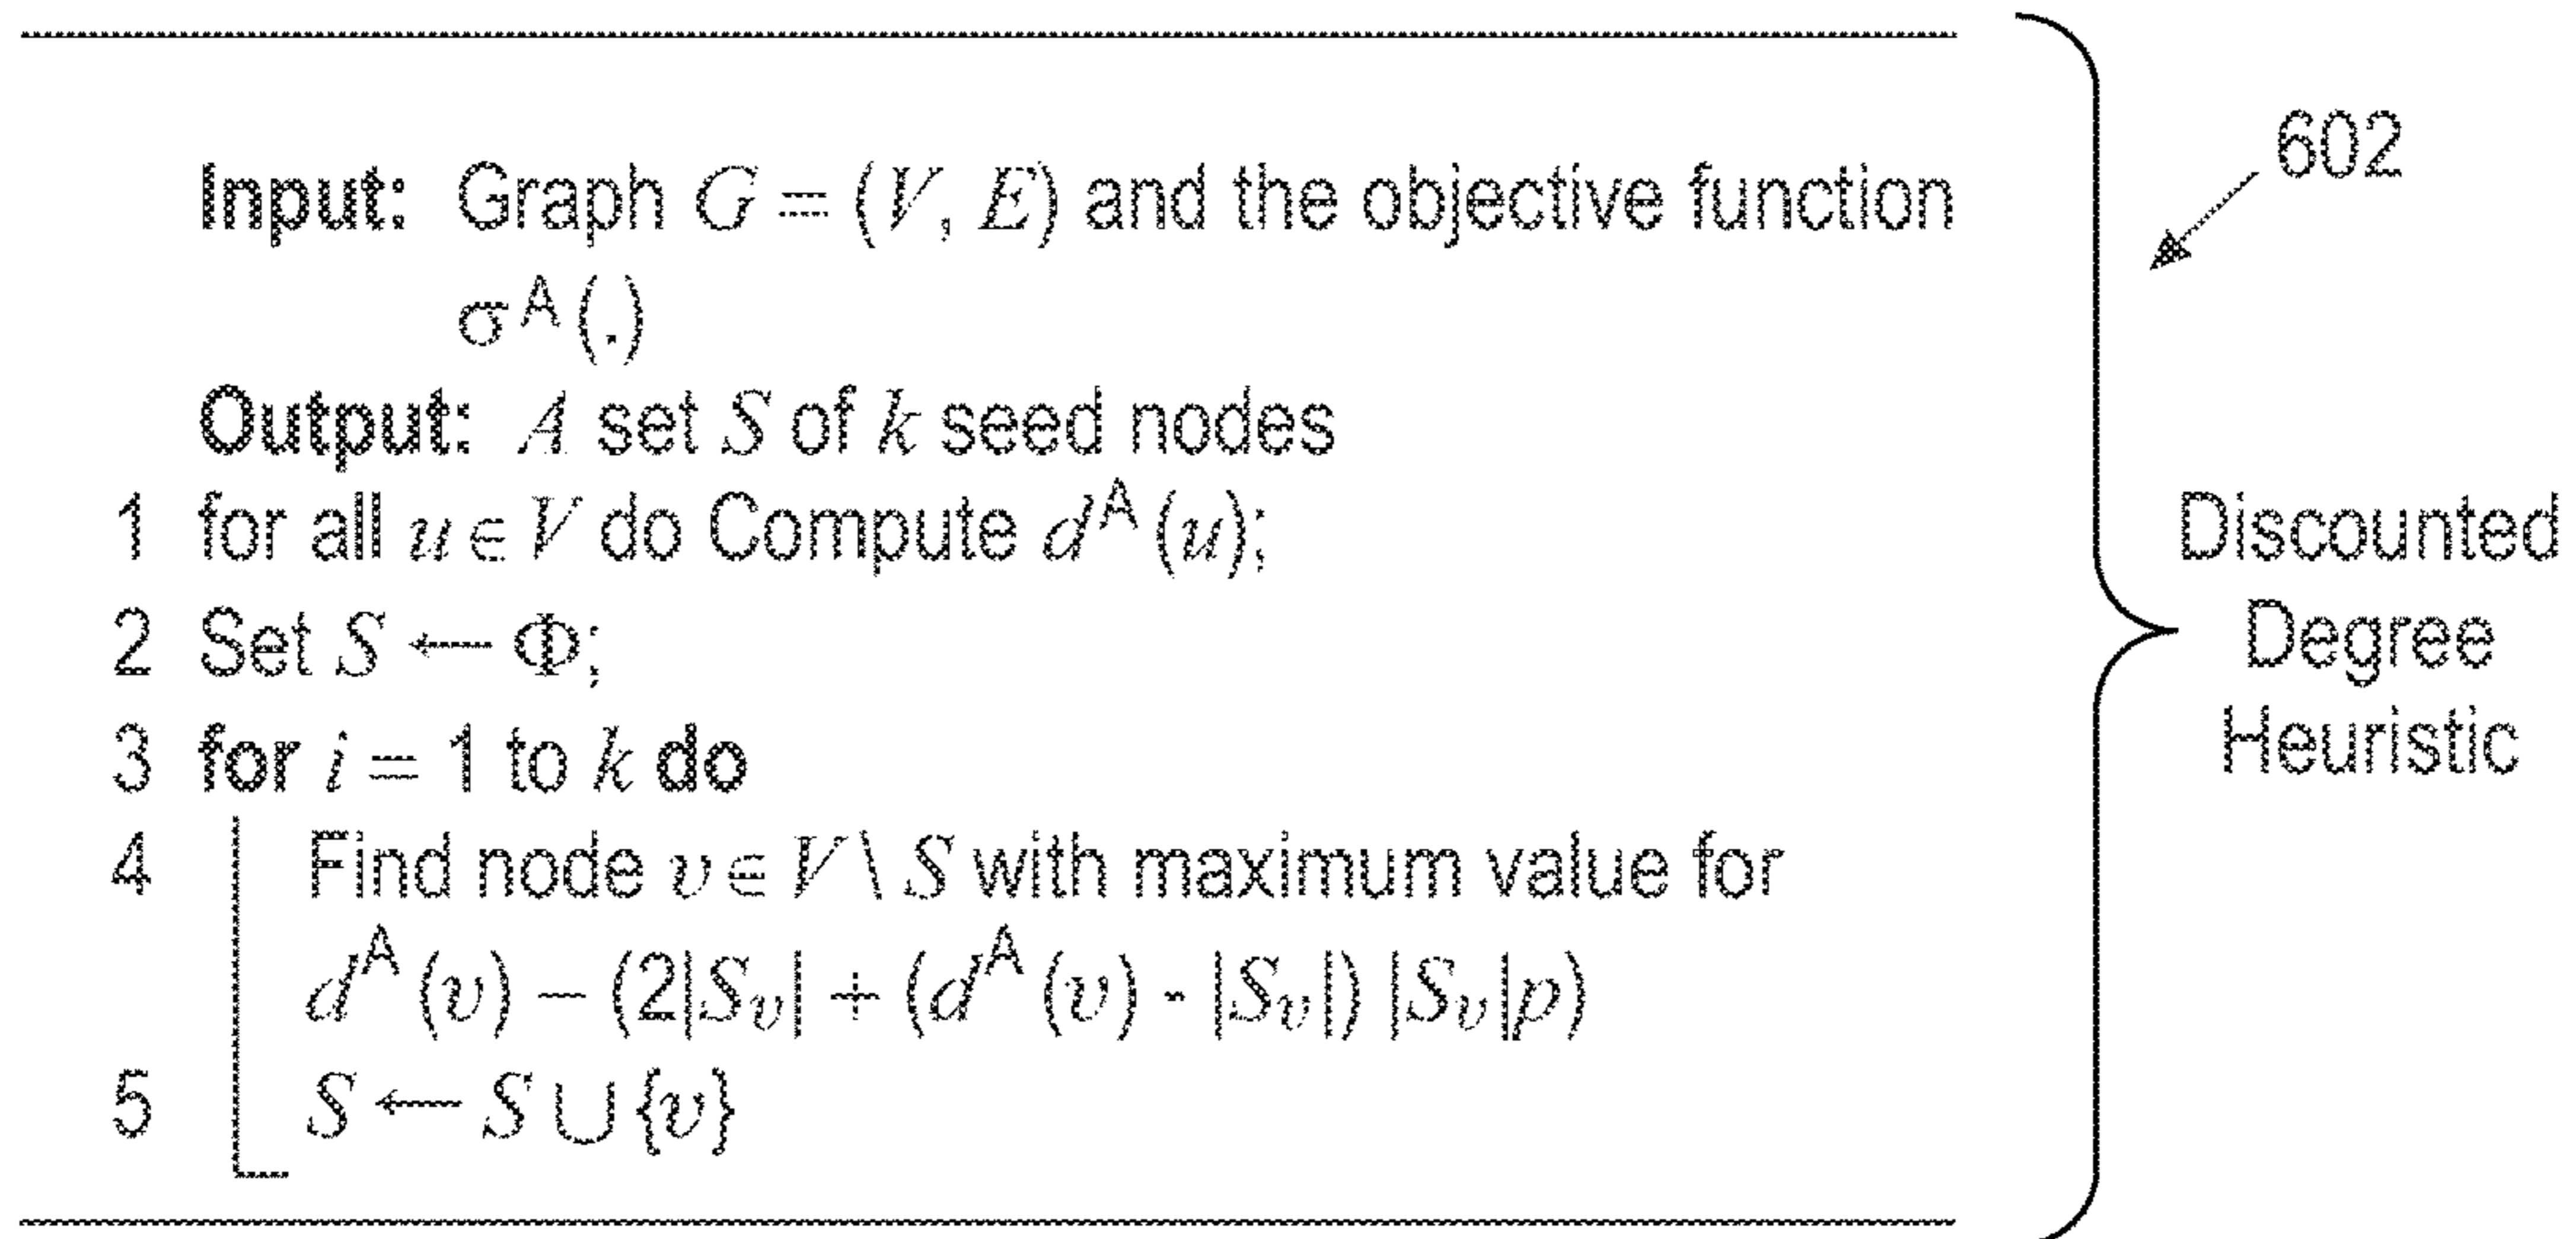 Input: Graph G = (V, E) and the objective function
σ^A (.)
Output: A set S of k seed nodes
1 for all u ∈ V do Compute d^A (u);
2 Set S ← Φ;
3 for i = 1 to k do
4 Find node v ∈ V \ S with maximum value for
d^A (v) – (2|S_v| + (d^A (v) - |S_v|) |S_v|p)
5 S ← S ∪ {v}
602
Discounted
Degree
Heuristic